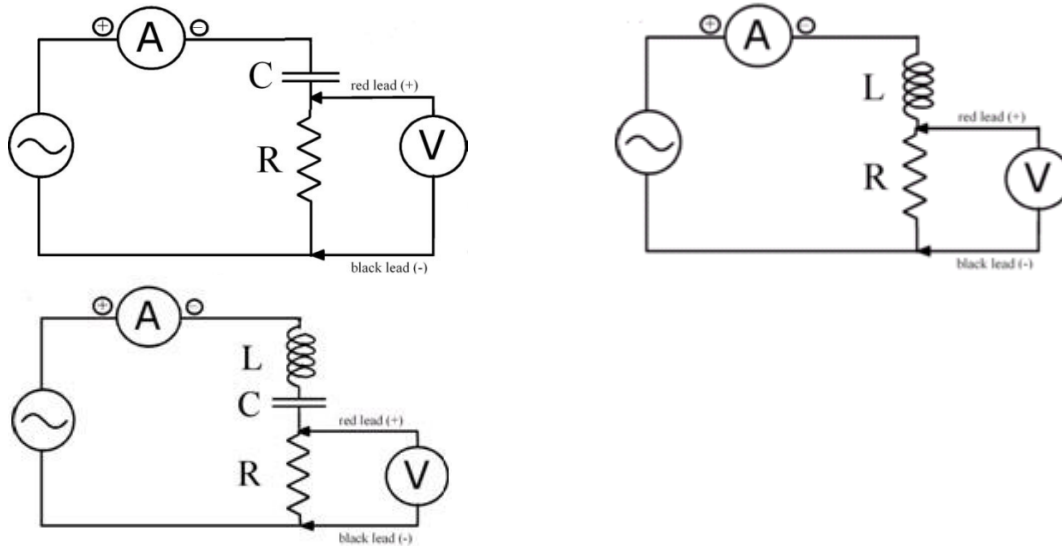 + A −
C
red lead (+)
R
V
black lead (-)
+ A −
L
red lead (+)
R
V
black lead (-)
+ A −
L
C
red lead (+)
R
V
black lead (-)